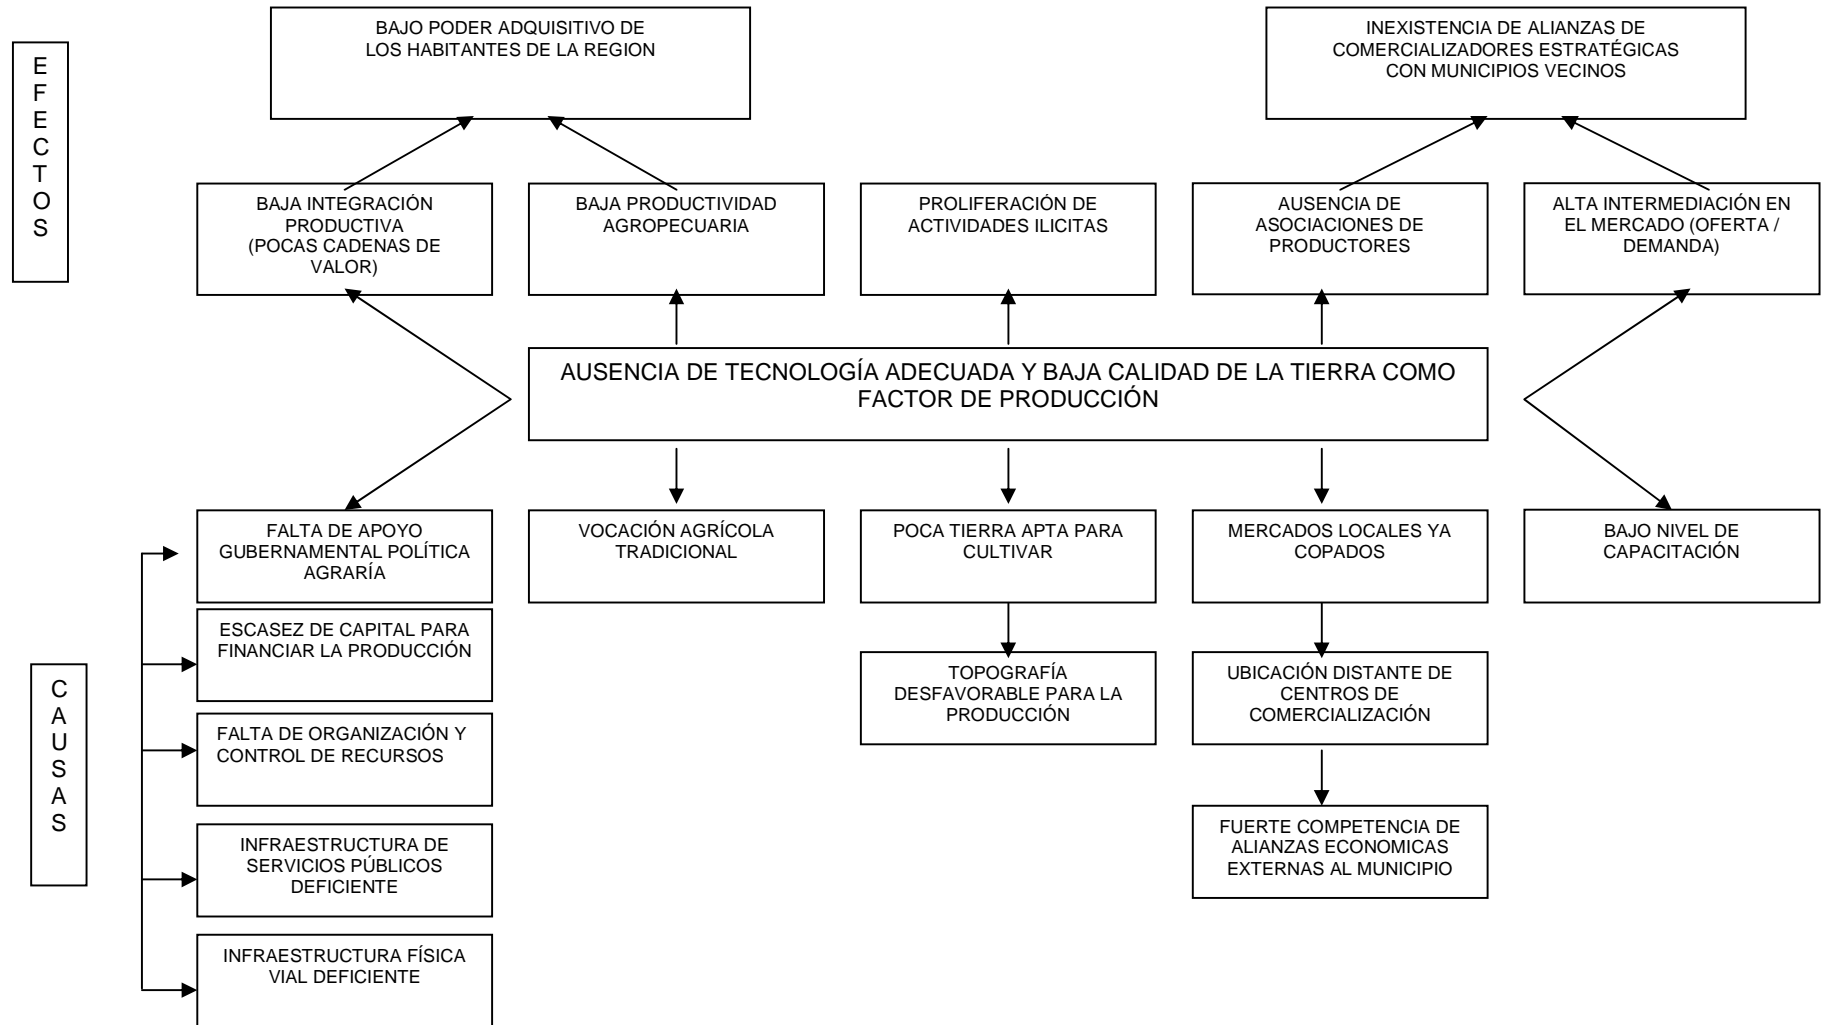 EFECTOS
BAJO PODER ADQUISITIVO DE
LOS HABITANTES DE LA REGION
INEXISTENCIA DE ALIANZAS DE
COMERCIALIZADORES ESTRATÉGICAS
CON MUNICIPIOS VECINOS
BAJA INTEGRACIÓN
PRODUCTIVA
(POCAS CADENAS DE
VALOR)
BAJA PRODUCTIVIDAD
AGROPECUARIA
PROLIFERACIÓN DE
ACTIVIDADES ILICITAS
AUSENCIA DE
ASOCIACIONES DE
PRODUCTORES
ALTA INTERMEDIACIÓN EN
EL MERCADO (OFERTA /
DEMANDA)
AUSENCIA DE TECNOLOGÍA ADECUADA Y BAJA CALIDAD DE LA TIERRA COMO
FACTOR DE PRODUCCIÓN
CAUSAS
FALTA DE APOYO
GUBERNAMENTAL POLÍTICA
AGRARÍA
VOCACIÓN AGRÍCOLA
TRADICIONAL
POCA TIERRA APTA PARA
CULTIVAR
MERCADOS LOCALES YA
COPADOS
BAJO NIVEL DE
CAPACITACIÓN
ESCASEZ DE CAPITAL PARA
FINANCIAR LA PRODUCCIÓN
TOPOGRAFÍA
DESFAVORABLE PARA LA
PRODUCCIÓN
UBICACIÓN DISTANTE DE
CENTROS DE
COMERCIALIZACIÓN
FALTA DE ORGANIZACIÓN Y
CONTROL DE RECURSOS
INFRAESTRUCTURA DE
SERVICIOS PÚBLICOS
DEFICIENTE
FUERTE COMPETENCIA DE
ALIANZAS ECONOMICAS
EXTERNAS AL MUNICIPIO
INFRAESTRUCTURA FÍSICA
VIAL DEFICIENTE